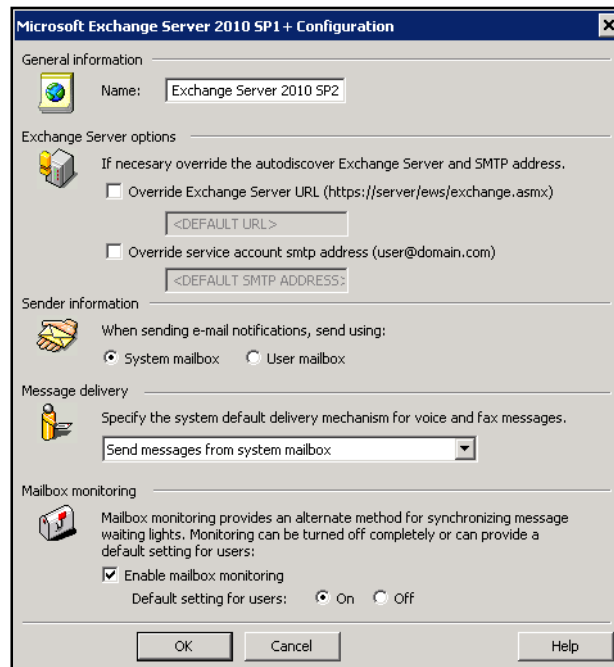 Microsoft Exchange Server 2010 SP1+ Configuration
General information
Name: Exchange Server 2010 SP2
Exchange Server options
If necesary override the autodiscover Exchange Server and SMTP address.
Override Exchange Server URL (https://server/ews/exchange.asmx)
<DEFAULT URL>
Override service account smtp address (user@domain.com)
<DEFAULT SMTP ADDRESS>
Sender information
When sending e-mail notifications, send using:
System mailbox User mailbox
Message delivery
Specify the system default delivery mechanism for voice and fax messages.
Send messages from system mailbox
Mailbox monitoring
Mailbox monitoring provides an alternate method for synchronizing message
waiting lights. Monitoring can be turned off completely or can provide a
default setting for users:
Enable mailbox monitoring
Default setting for users: On Off
OK Cancel Help